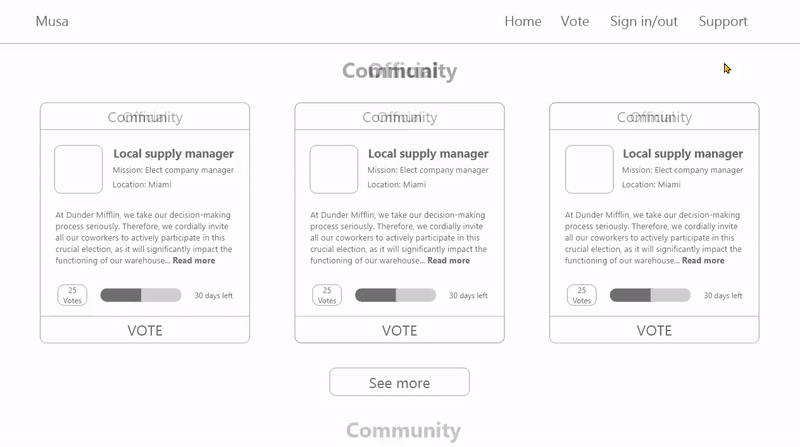 Musa Home Vote Sign in/out Support
Community
Official
Community
Official
Local supply manager
Mission: Elect company manager
Location: Miami
At Dunder Mifflin, we take our decision-making
process seriously. Therefore, we cordially invite
all our coworkers to actively participate in this
crucial election, as it will significantly impact the
functioning of our warehouse... Read more
25
Votes
30 days left
VOTE
Community
Official
Local supply manager
Mission: Elect company manager
Location: Miami
At Dunder Mifflin, we take our decision-making
process seriously. Therefore, we cordially invite
all our coworkers to actively participate in this
crucial election, as it will significantly impact the
functioning of our warehouse... Read more
25
Votes
30 days left
VOTE
Community
Official
Local supply manager
Mission: Elect company manager
Location: Miami
At Dunder Mifflin, we take our decision-making
process seriously. Therefore, we cordially invite
all our coworkers to actively participate in this
crucial election, as it will significantly impact the
functioning of our warehouse... Read more
25
Votes
30 days left
VOTE
See more
Community